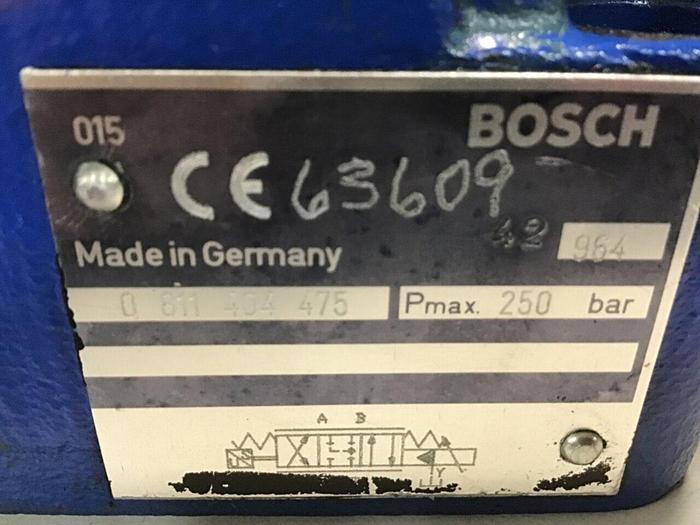 015 BOSCH
CE 63609
42 964
Made in Germany
0 811 404 475 Pmax. 250 bar
A B
Y